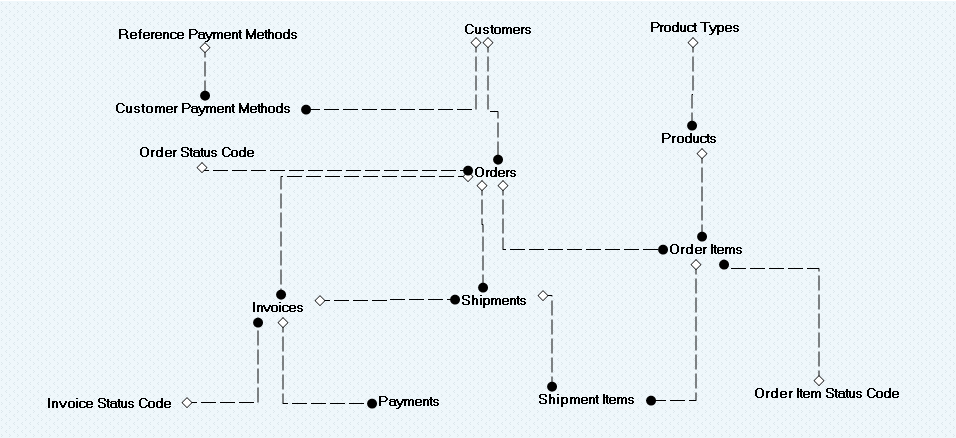 Reference Payment Methods
Customers
Product Types
Customer Payment Methods
Products
Order Status Code
Orders
Order Items
Invoices
Shipments
Invoice Status Code
Payments
Shipment Items
Order Item Status Code